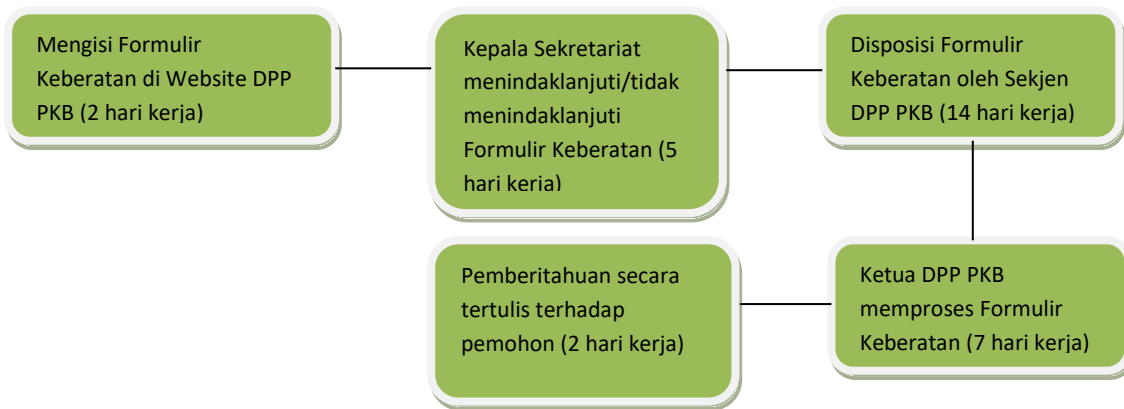 Mengisi Formulir
Keberatan di Website DPP
PKB (2 hari kerja)
Kepala Sekretariat
menindaklanjuti/tidak
menindaklanjuti
Formulir Keberatan (5
hari kerja)
Disposisi Formulir
Keberatan oleh Sekjen
DPP PKB (14 hari kerja)
Ketua DPP PKB
memproses Formulir
Keberatan (7 hari kerja)
Pemberitahuan secara
tertulis terhadap
pemohon (2 hari kerja)